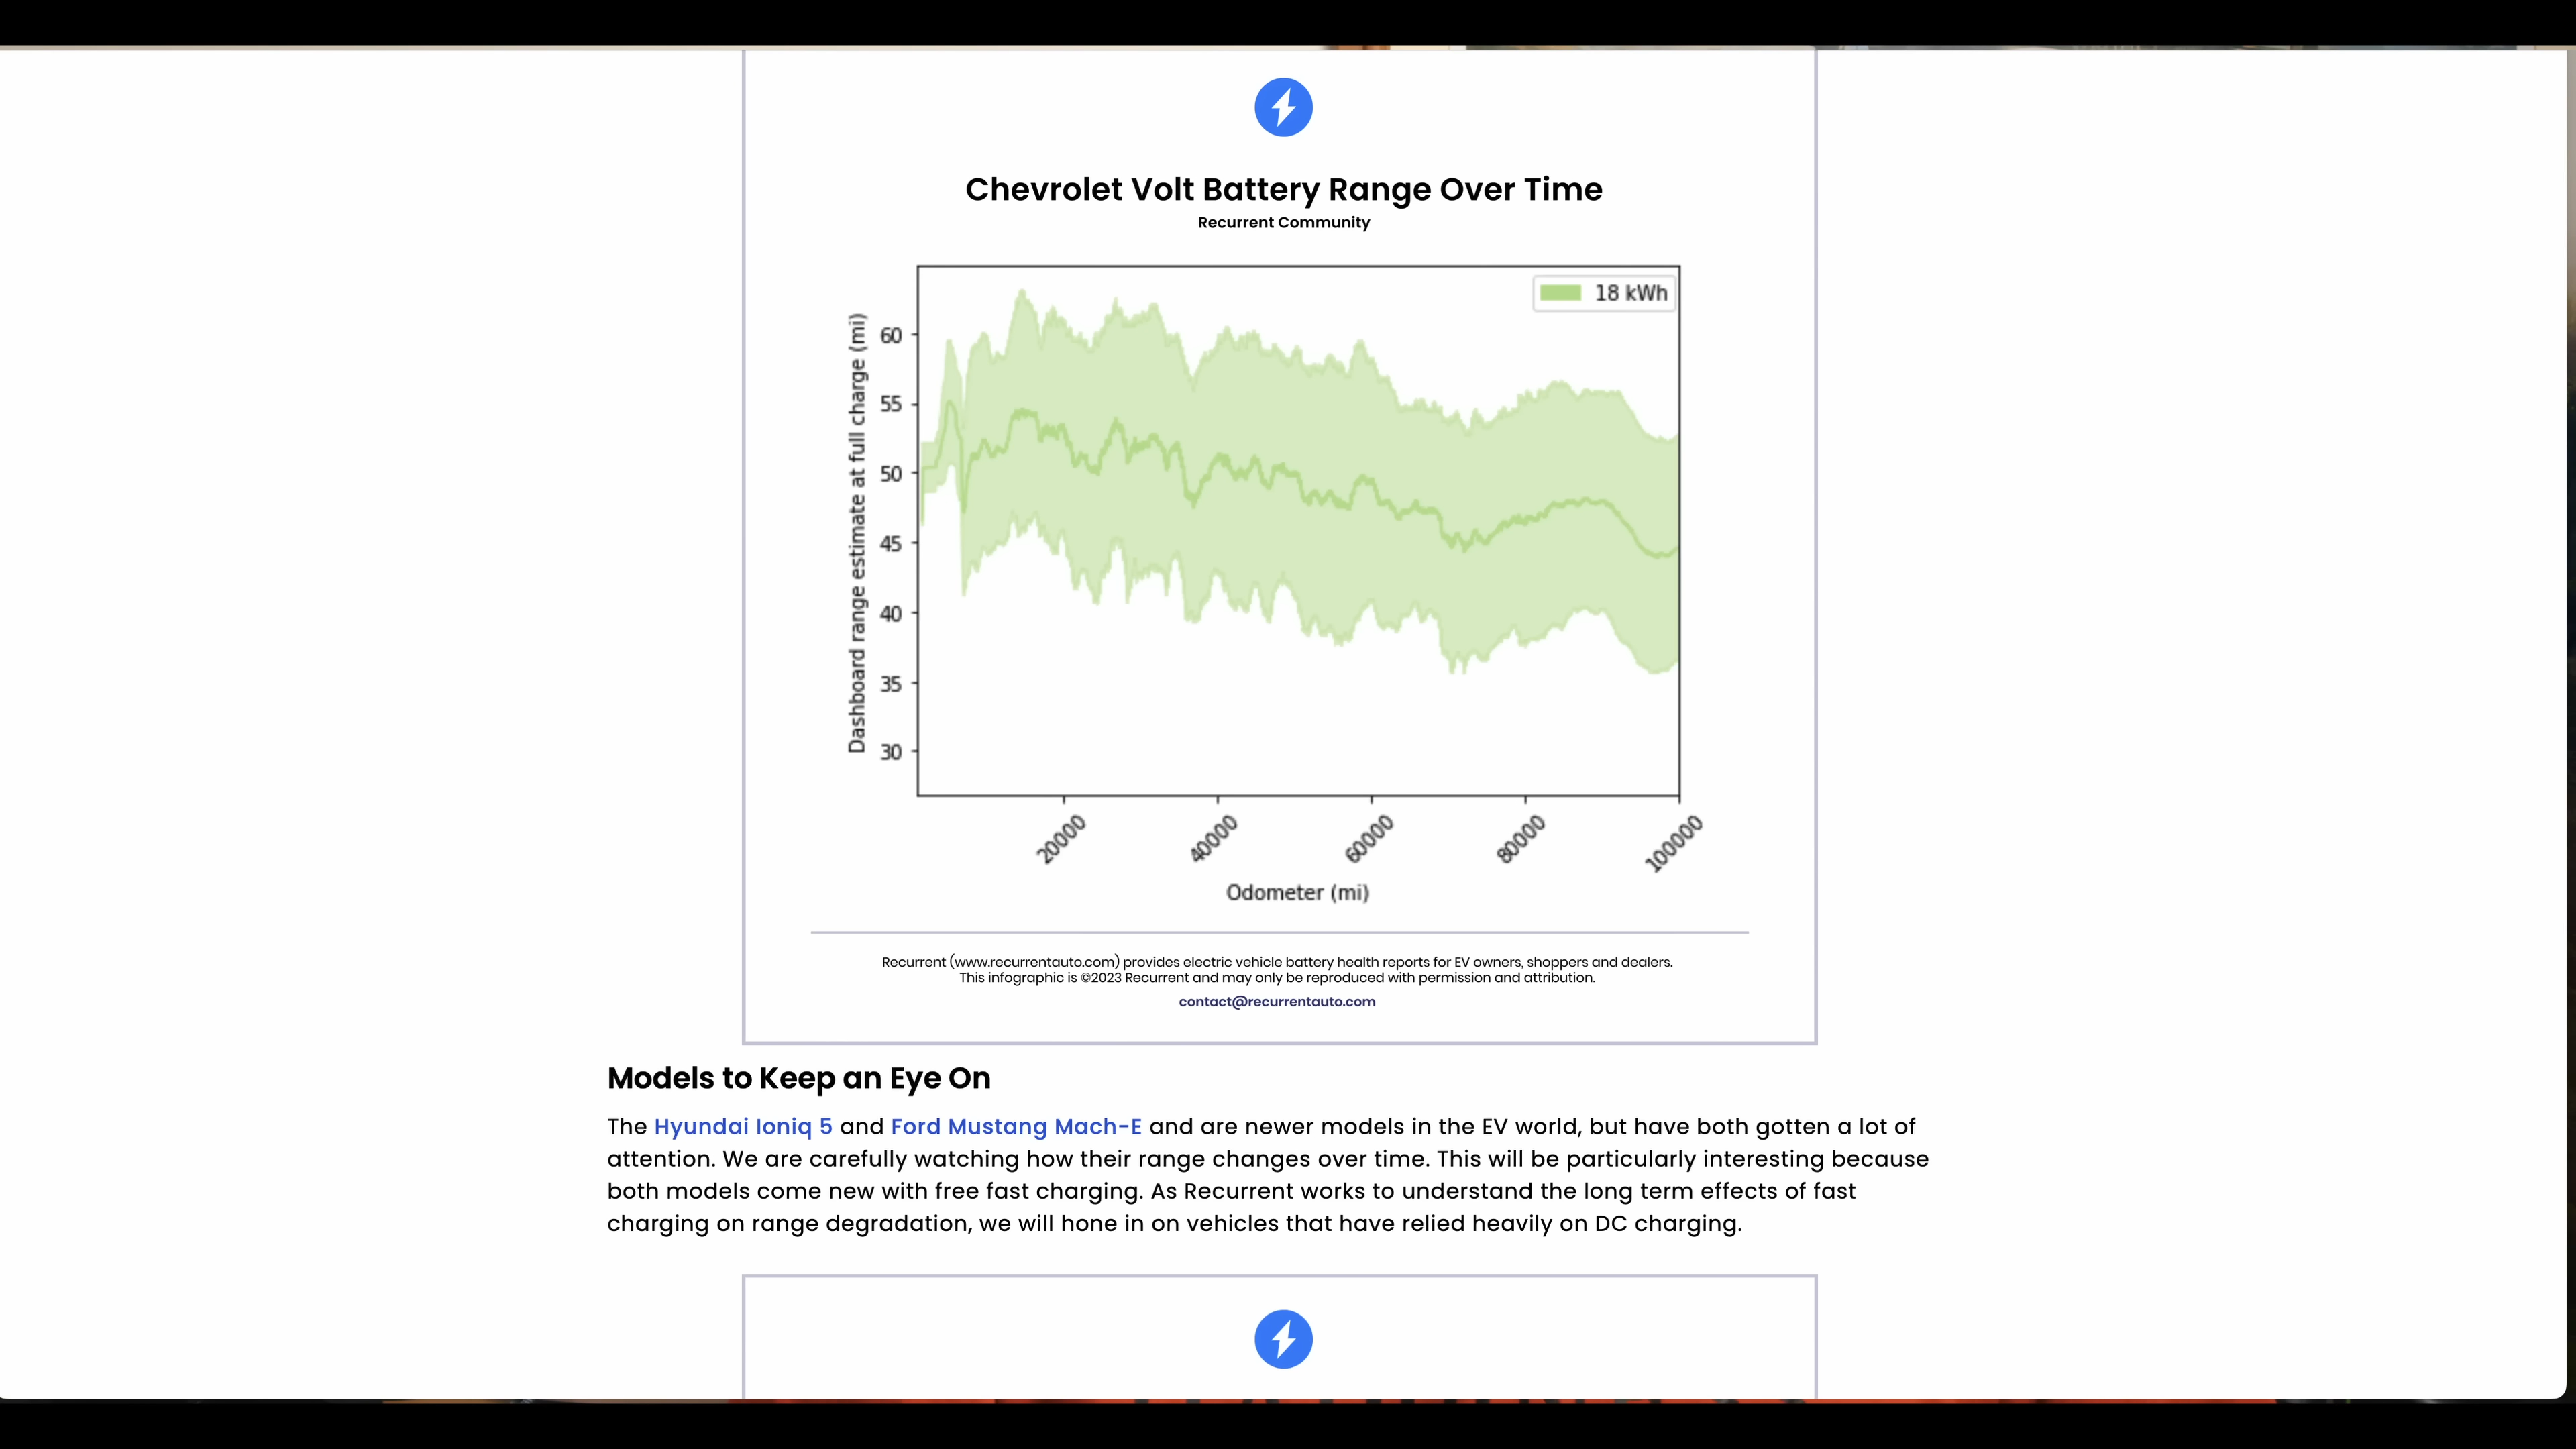 Chevrolet Volt Battery Range Over Time
Recurrent Community
18 kWh
Dashboard range estimate at full charge (mi)
60
55
50
45
40
35
30
20000
40000
60000
80000
100000
Odometer (mi)
Recurrent (www.recurrentauto.com) provides electric vehicle battery health reports for EV owners, shoppers and dealers.
This infographic is ©2023 Recurrent and may only be reproduced with permission and attribution.
contact@recurrentauto.com
Models to Keep an Eye On
The Hyundai Ioniq 5 and Ford Mustang Mach-E and are newer models in the EV world, but have both gotten a lot of
attention. We are carefully watching how their range changes over time. This will be particularly interesting because
both models come new with free fast charging. As Recurrent works to understand the long term effects of fast
charging on range degradation, we will hone in on vehicles that have relied heavily on DC charging.